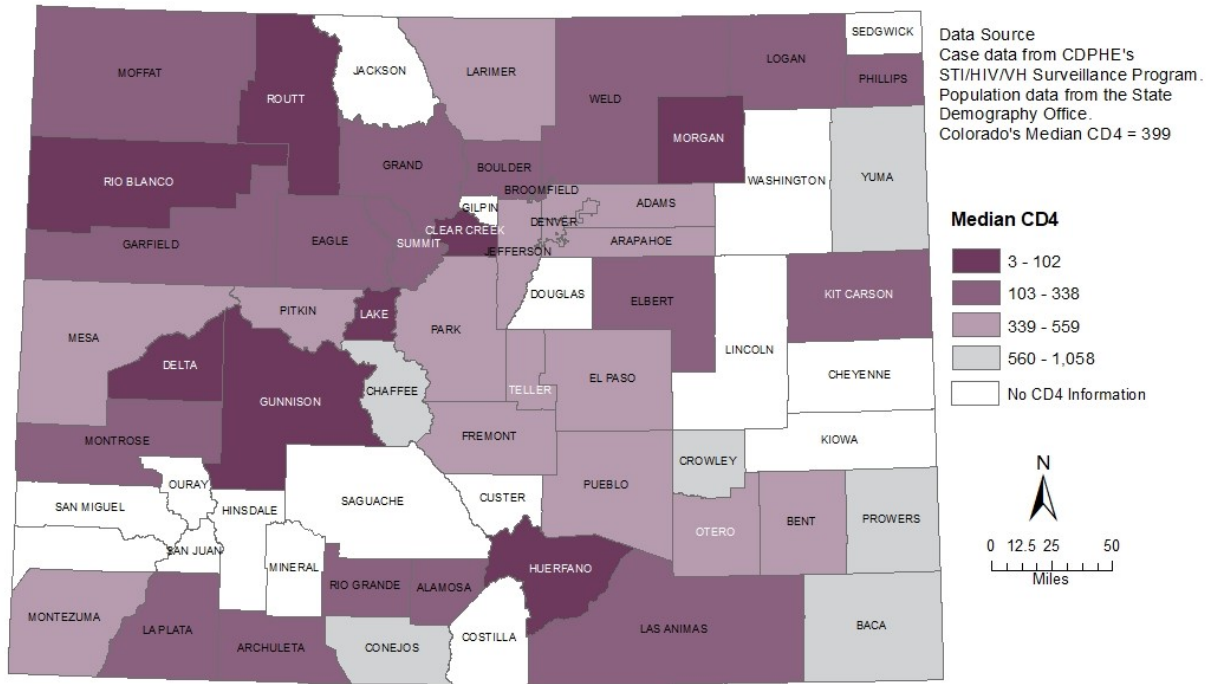 SEDGWICK
Data Source
Case data from CDPHE's
STI/HIV/VH Surveillance Program.
Population data from the State
Demography Office.
Colorado's Median CD4 = 399
MOFFAT
ROUTT
JACKSON
LARIMER
WELD
LOGAN
PHILLIPS
MORGAN
RIO BLANCO
GRAND
BOULDER
WASHINGTON
YUMA
BROOMFIELD
GILPIN
ADAMS
DENVER
GARFIELD
EAGLE
SUMMIT
CLEAR CREEK
JEFFERSON
ARAPAHOE
Median CD4
3 - 102
103 - 338
339 - 559
560 - 1,058
No CD4 Information
MESA
PITKIN
LAKE
PARK
DOUGLAS
ELBERT
KIT CARSON
DELTA
LINCOLN
CHEYENNE
GUNNISON
CHAFFEE
TELLER
EL PASO
MONTROSE
FREMONT
KIOWA
CROWLEY
OURAY
SAN MIGUEL
HINSDALE
SAGUACHE
CUSTER
PUEBLO
OTERO
BENT
PROWERS
N
0 12.5 25 50
Miles
SAN JUAN
MINERAL
RIO GRANDE
ALAMOSA
HUERFANO
MONTEZUMA
LA PLATA
ARCHULETA
CONEJOS
COSTILLA
LAS ANIMAS
BACA